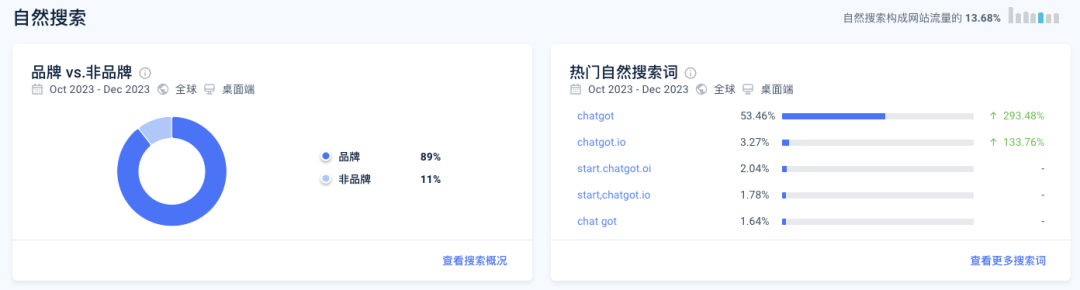 自然搜索
自然搜索构成网站流量的 13.68%
品牌 vs.非品牌
Oct 2023 - Dec 2023 全球 桌面端
品牌 89%
非品牌 11%
查看搜索概况
热门自然搜索词
Oct 2023 - Dec 2023 全球 桌面端
chatgot 53.46% ↑ 293.48%
chatgot.io 3.27% ↑ 133.76%
start.chatgot.oi 2.04% -
start,chatgot.io 1.78% -
chat got 1.64% -
查看更多搜索词